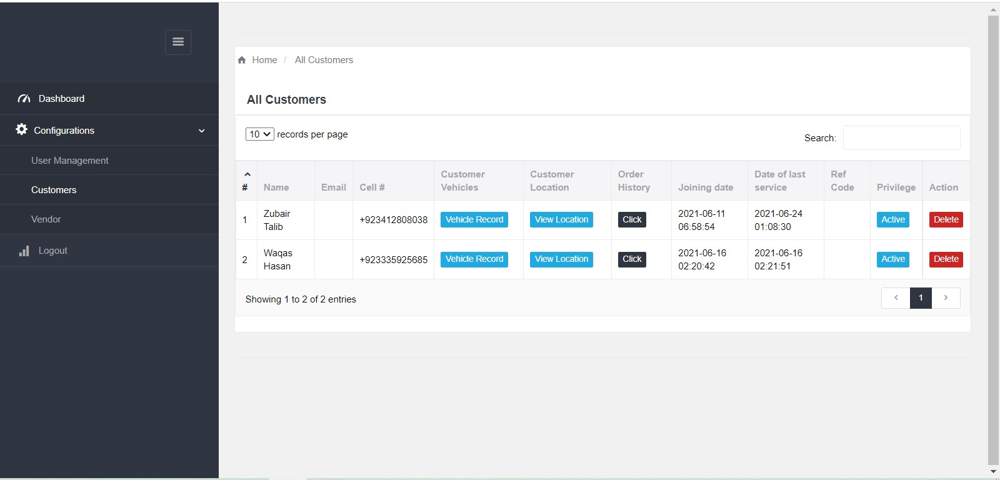 Home / All Customers
Dashboard
All Customers
Configurations
10 records per page
Search:
User Management
Customers
Vendor
Logout
# Name Email Cell # Customer Vehicles Customer Location Order History Joining date Date of last service Ref Code Privilege Action
1 Zubair Talib +923412808038 Vehicle Record View Location Click 2021-06-11 06:58:54 2021-06-24 01:08:30 Active Delete
2 Waqas Hasan +923335925685 Vehicle Record View Location Click 2021-06-16 02:20:42 2021-06-16 02:21:51 Active Delete
Showing 1 to 2 of 2 entries
‹ 1 ›